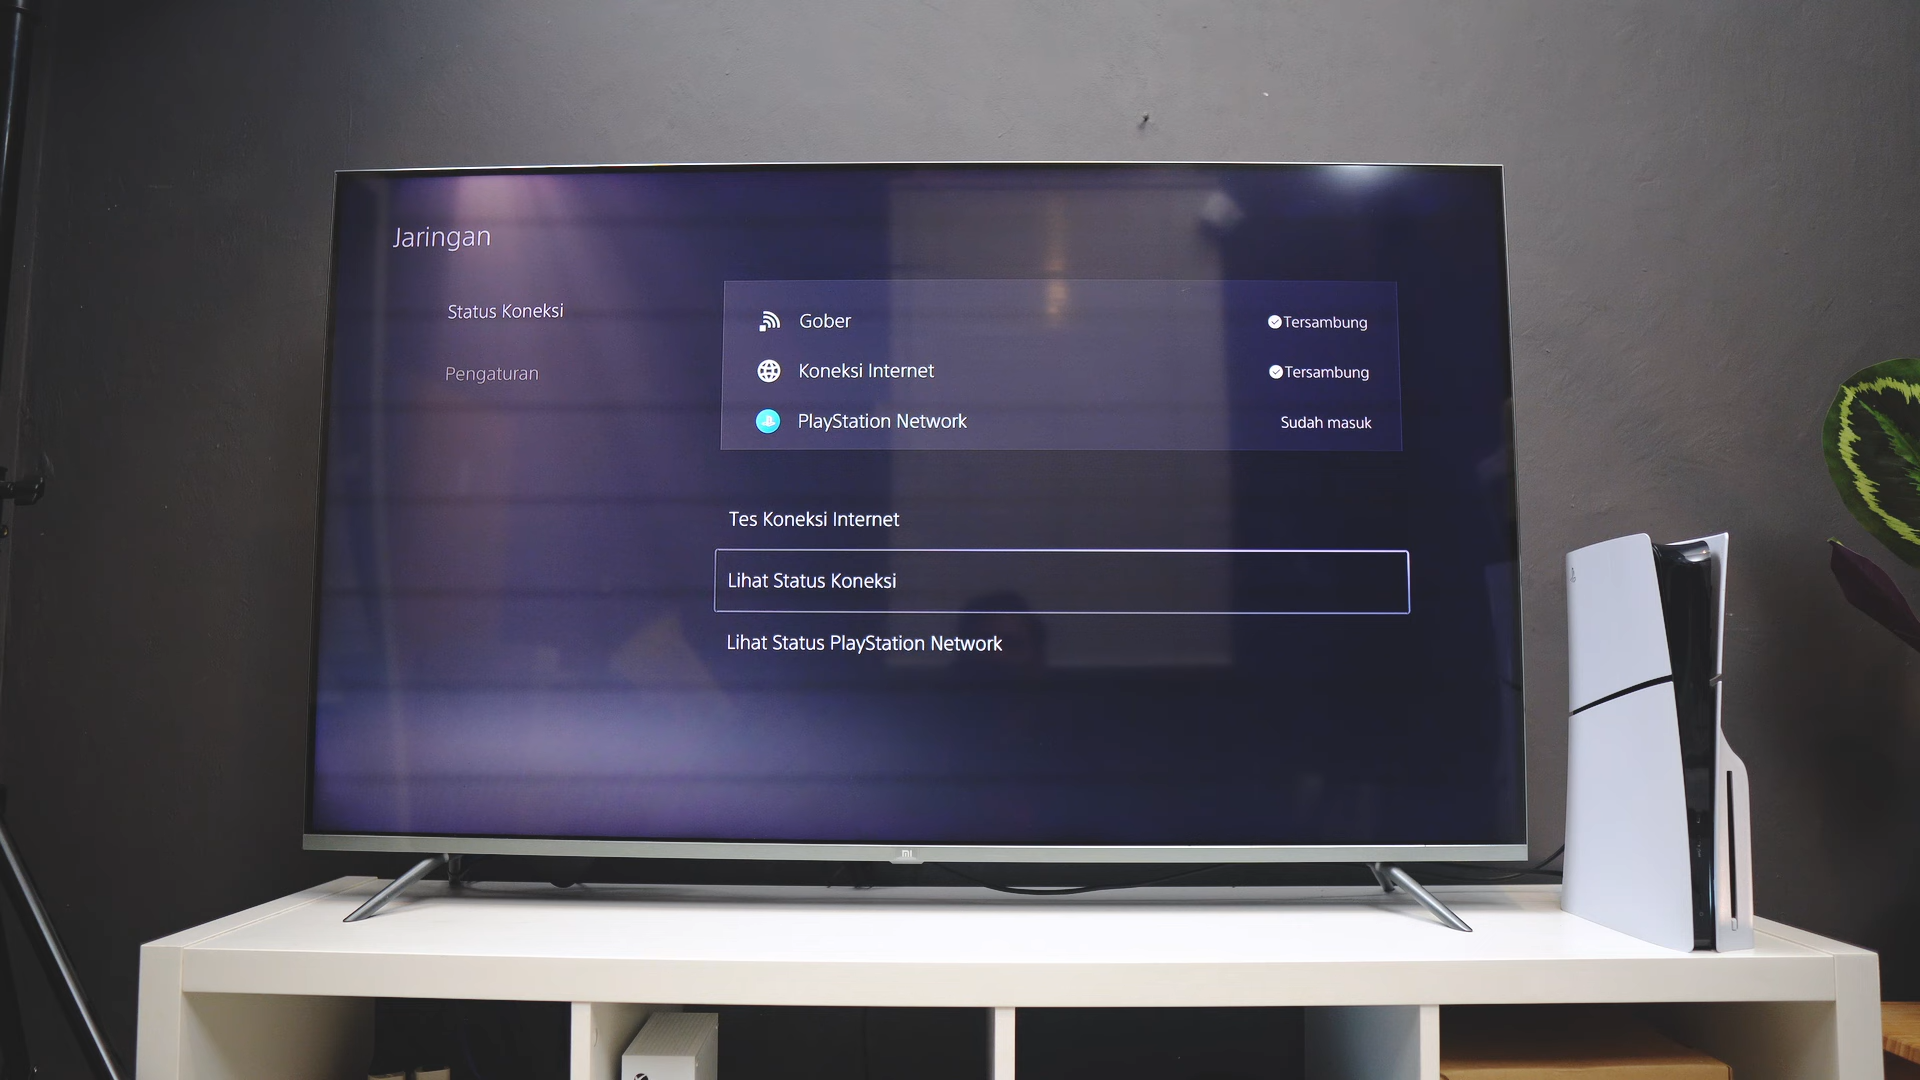 Jaringan
Status Koneksi
Pengaturan
Gober Tersambung
Koneksi Internet Tersambung
PlayStation Network Sudah masuk
Tes Koneksi Internet
Lihat Status Koneksi
Lihat Status PlayStation Network
mi